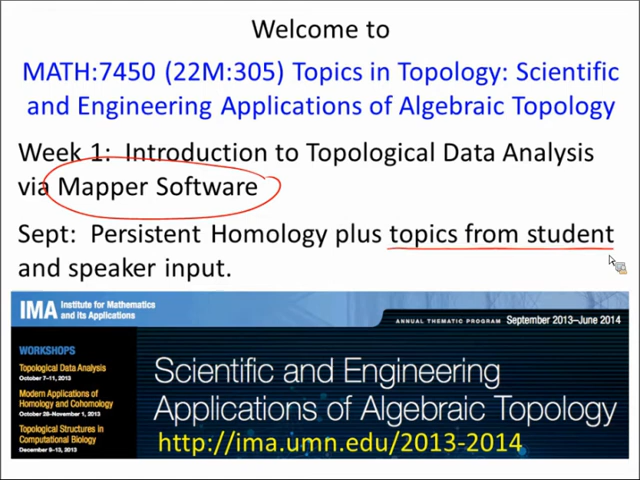 Welcome to
MATH:7450 (22M:305) Topics in Topology: Scientific
and Engineering Applications of Algebraic Topology
Week 1: Introduction to Topological Data Analysis
via Mapper Software
Sept: Persistent Homology plus topics from student
and speaker input.
IMA Institute for Mathematics
and its Applications
ANNUAL THEMATIC PROGRAM September 2013–June 2014
WORKSHOPS
Topological Data Analysis
October 7–11, 2013
Modern Applications of
Homology and Cohomology
October 28–November 1, 2013
Topological Structures in
Computational Biology
December 9–13, 2013
Scientific and Engineering
Applications of Algebraic Topology
http://ima.umn.edu/2013-2014